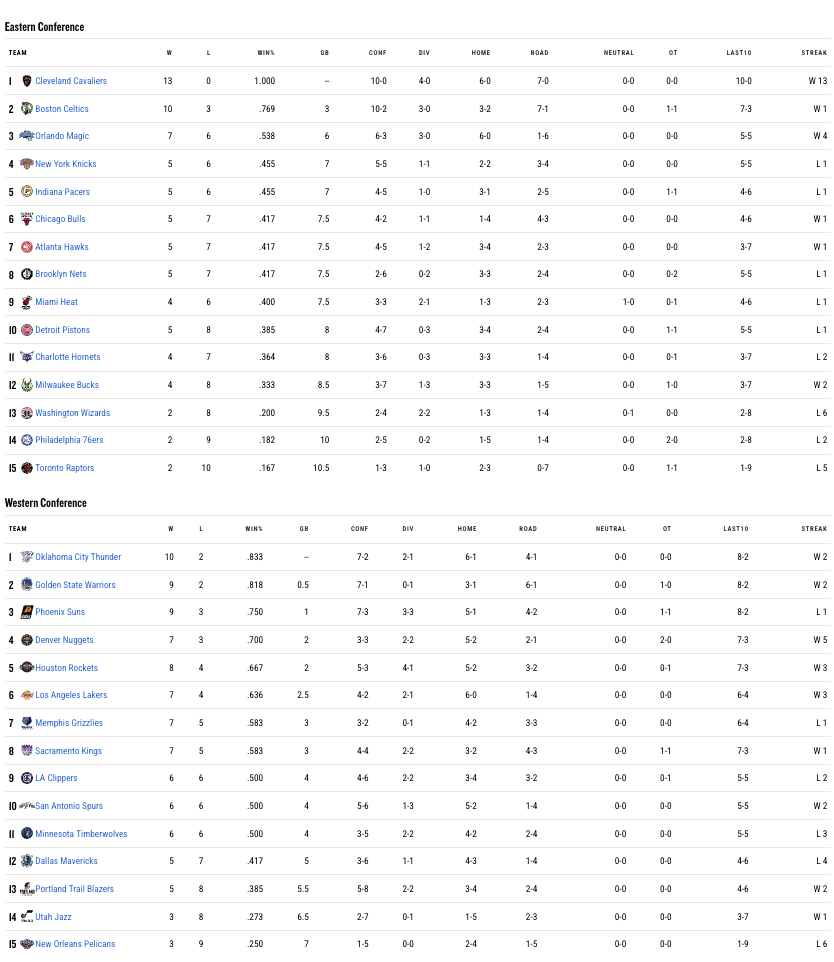 Eastern Conference
TEAM W L WIN% GB CONF DIV HOME ROAD NEUTRAL OT LAST10 STREAK
1 Cleveland Cavaliers 13 0 1.000 -- 10-0 4-0 6-0 7-0 0-0 0-0 10-0 W 13
2 Boston Celtics 10 3 .769 3 10-2 3-0 3-2 7-1 0-0 1-1 7-3 W 1
3 Orlando Magic 7 6 .538 6 6-3 3-0 6-0 1-6 0-0 0-0 5-5 W 4
4 New York Knicks 5 6 .455 7 5-5 1-1 2-2 3-4 0-0 0-0 5-5 L 1
5 Indiana Pacers 5 6 .455 7 4-5 1-0 3-1 2-5 0-0 1-1 4-6 L 1
6 Chicago Bulls 5 7 .417 7.5 4-2 1-1 1-4 4-3 0-0 0-0 4-6 W 1
7 Atlanta Hawks 5 7 .417 7.5 4-5 1-2 3-4 2-3 0-0 0-0 3-7 W 1
8 Brooklyn Nets 5 7 .417 7.5 2-6 0-2 3-3 2-4 0-0 0-2 5-5 L 1
9 Miami Heat 4 6 .400 7.5 3-3 2-1 1-3 2-3 1-0 0-1 4-6 L 1
10 Detroit Pistons 5 8 .385 8 4-7 0-3 3-4 2-4 0-0 1-1 5-5 L 1
11 Charlotte Hornets 4 7 .364 8 3-6 0-3 3-3 1-4 0-0 0-1 3-7 L 2
12 Milwaukee Bucks 4 8 .333 8.5 3-7 1-3 3-3 1-5 0-0 1-0 3-7 W 2
13 Washington Wizards 2 8 .200 9.5 2-4 2-2 1-3 1-4 0-1 0-0 2-8 L 6
14 Philadelphia 76ers 2 9 .182 10 2-5 0-2 1-5 1-4 0-0 2-0 2-8 L 2
15 Toronto Raptors 2 10 .167 10.5 1-3 1-0 2-3 0-7 0-0 1-1 1-9 L 5
Western Conference
TEAM W L WIN% GB CONF DIV HOME ROAD NEUTRAL OT LAST10 STREAK
1 Oklahoma City Thunder 10 2 .833 -- 7-2 2-1 6-1 4-1 0-0 0-0 8-2 W 2
2 Golden State Warriors 9 2 .818 0.5 7-1 0-1 3-1 6-1 0-0 1-0 8-2 W 2
3 Phoenix Suns 9 3 .750 1 7-3 3-3 5-1 4-2 0-0 1-1 8-2 L 1
4 Denver Nuggets 7 3 .700 2 3-3 2-2 5-2 2-1 0-0 2-0 7-3 W 5
5 Houston Rockets 8 4 .667 2 5-3 4-1 5-2 3-2 0-0 0-1 7-3 W 3
6 Los Angeles Lakers 7 4 .636 2.5 4-2 2-1 6-0 1-4 0-0 0-0 6-4 W 3
7 Memphis Grizzlies 7 5 .583 3 3-2 0-1 4-2 3-3 0-0 0-0 6-4 L 1
8 Sacramento Kings 7 5 .583 3 4-4 2-2 3-2 4-3 0-0 1-1 7-3 W 1
9 LA Clippers 6 6 .500 4 4-6 2-2 3-4 3-2 0-0 0-1 5-5 L 2
10 San Antonio Spurs 6 6 .500 4 5-6 1-3 5-2 1-4 0-0 0-0 5-5 W 2
11 Minnesota Timberwolves 6 6 .500 4 3-5 2-2 4-2 2-4 0-0 0-0 5-5 L 3
12 Dallas Mavericks 5 7 .417 5 3-6 1-1 4-3 1-4 0-0 0-0 4-6 L 4
13 Portland Trail Blazers 5 8 .385 5.5 5-8 2-2 3-4 2-4 0-0 0-0 4-6 W 2
14 Utah Jazz 3 8 .273 6.5 2-7 0-1 1-5 2-3 0-0 0-0 3-7 W 1
15 New Orleans Pelicans 3 9 .250 7 1-5 0-0 2-4 1-5 0-0 0-0 1-9 L 6